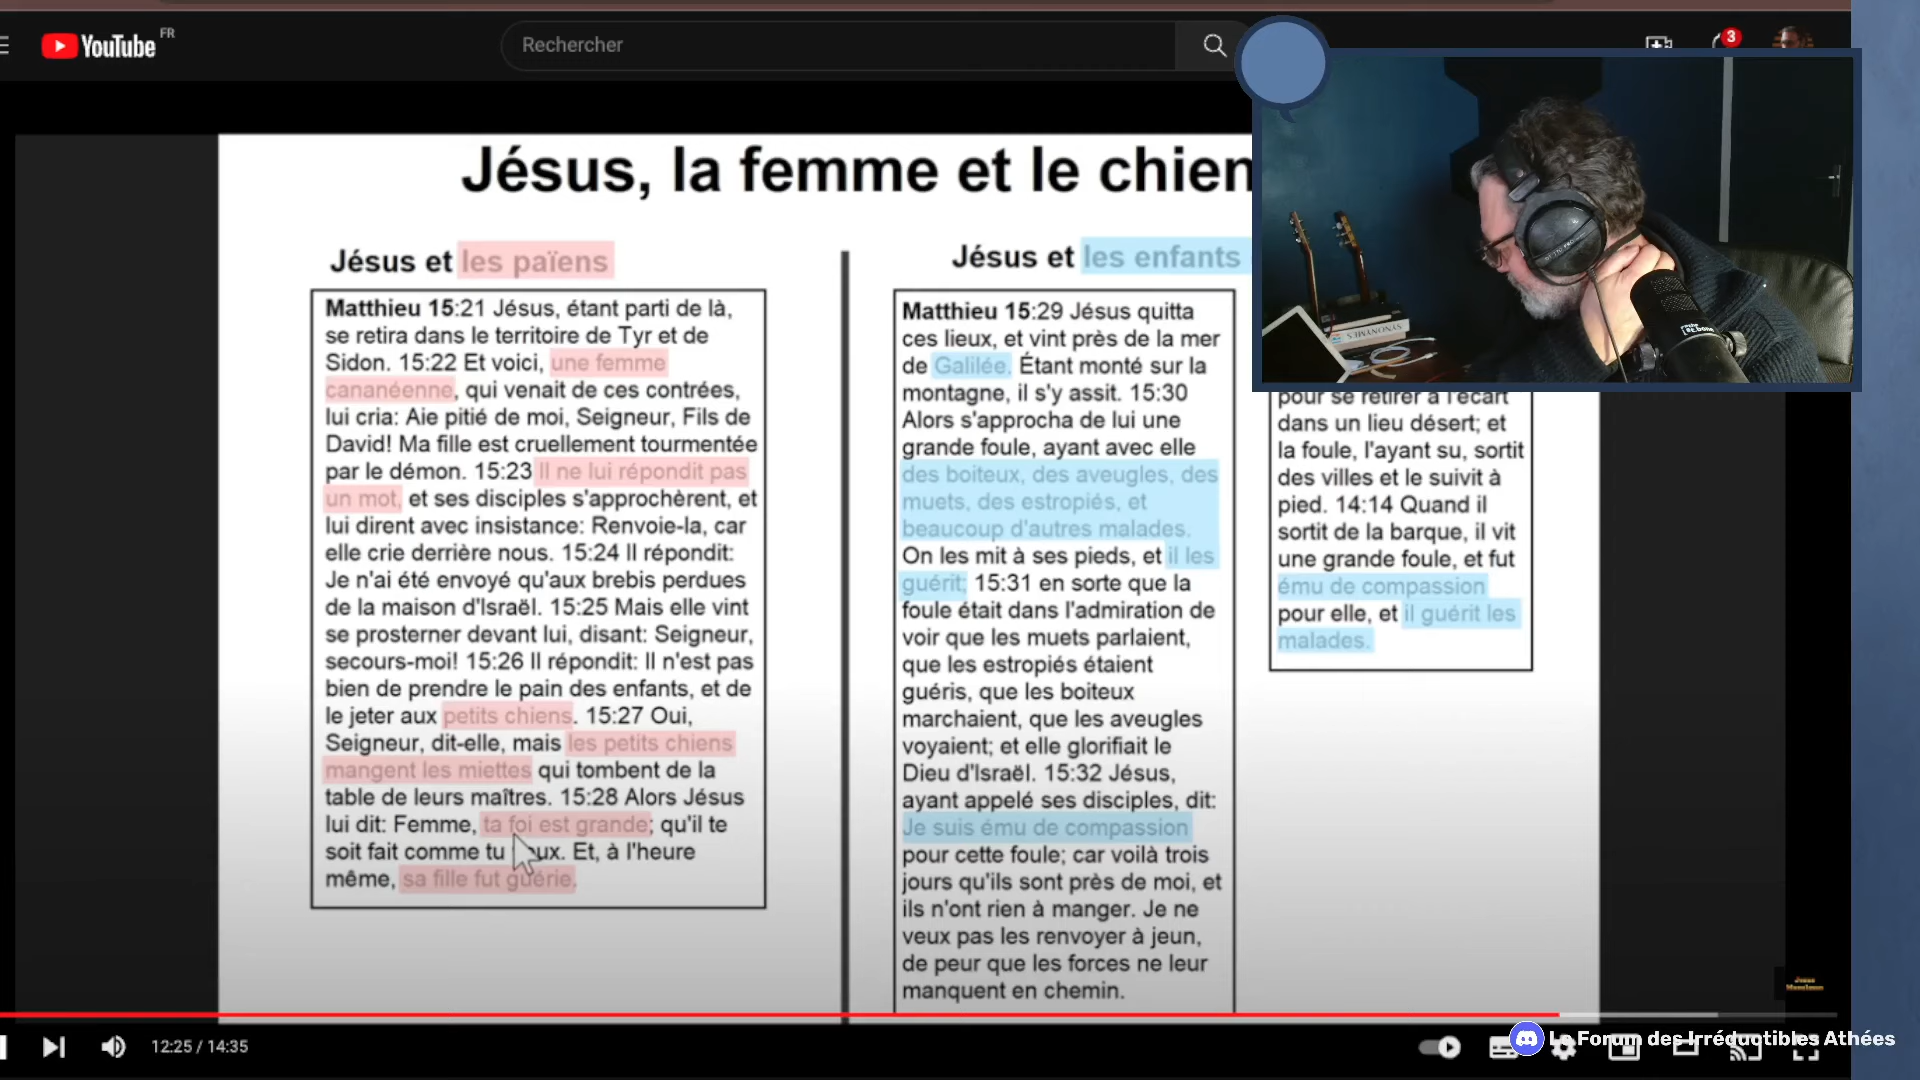 YouTube FR
Rechercher
3
Jésus, la femme et le chien
Jésus et les païens
Matthieu 15:21 Jésus, étant parti de là,
se retira dans le territoire de Tyr et de
Sidon. 15:22 Et voici, une femme
cananéenne, qui venait de ces contrées,
lui cria: Aie pitié de moi, Seigneur, Fils de
David! Ma fille est cruellement tourmentée
par le démon. 15:23 Il ne lui répondit pas
un mot, et ses disciples s'approchèrent, et
lui dirent avec insistance: Renvoie-la, car
elle crie derrière nous. 15:24 Il répondit:
Je n'ai été envoyé qu'aux brebis perdues
de la maison d'Israël. 15:25 Mais elle vint
se prosterner devant lui, disant: Seigneur,
secours-moi! 15:26 Il répondit: Il n'est pas
bien de prendre le pain des enfants, et de
le jeter aux petits chiens. 15:27 Oui,
Seigneur, dit-elle, mais les petits chiens
mangent les miettes qui tombent de la
table de leurs maîtres. 15:28 Alors Jésus
lui dit: Femme, ta foi est grande; qu'il te
soit fait comme tu
Et, à l'heure
même, sa fille fut guérie.
Jésus et les enfants
Matthieu 15:29 Jésus quitta
ces lieux, et vint près de la mer
de Galilée. Étant monté sur la
montagne, il s'y assit. 15:30
Alors s'approcha de lui une
grande foule, ayant avec elle
des boiteux, des aveugles, des
muets, des estropiés, et
beaucoup d'autres malades.
On les mit à ses pieds, et il les
guérit; 15:31 en sorte que la
foule était dans l'admiration de
voir que les muets parlaient,
que les estropiés étaient
guéris, que les boiteux
marchaient, que les aveugles
voyaient; et elle glorifiait le
Dieu d'Israël. 15:32 Jésus,
ayant appelé ses disciples, dit:
Je suis ému de compassion
pour cette foule; car voilà trois
jours qu'ils sont près de moi, et
ils n'ont rien à manger. Je ne
veux pas les renvoyer à jeun,
de peur que les forces ne leur
manquent en chemin.
pour se retirer à l'écart
dans un lieu désert; et
la foule, l'ayant su, sortit
des villes et le suivit à
pied. 14:14 Quand il
sortit de la barque, il vit
une grande foule, et fut
ému de compassion
pour elle, et il guérit les
malades.
SYNONYMES
12:25 / 14:35
Le Forum des Irréductibles Athées